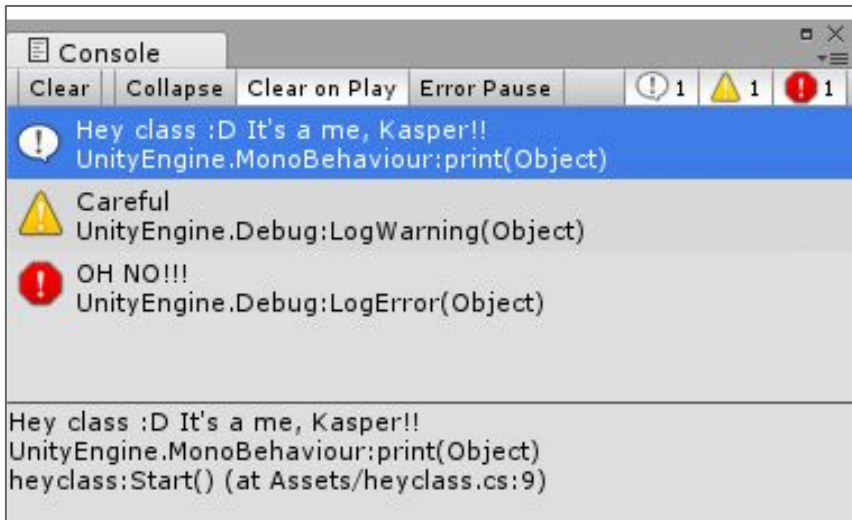 Console
Clear Collapse Clear on Play Error Pause 1 1 1
Hey class :D It's a me, Kasper!!
UnityEngine.MonoBehaviour:print(Object)
Careful
UnityEngine.Debug:LogWarning(Object)
OH NO!!!
UnityEngine.Debug:LogError(Object)
Hey class :D It's a me, Kasper!!
UnityEngine.MonoBehaviour:print(Object)
heyclass:Start() (at Assets/heyclass.cs:9)